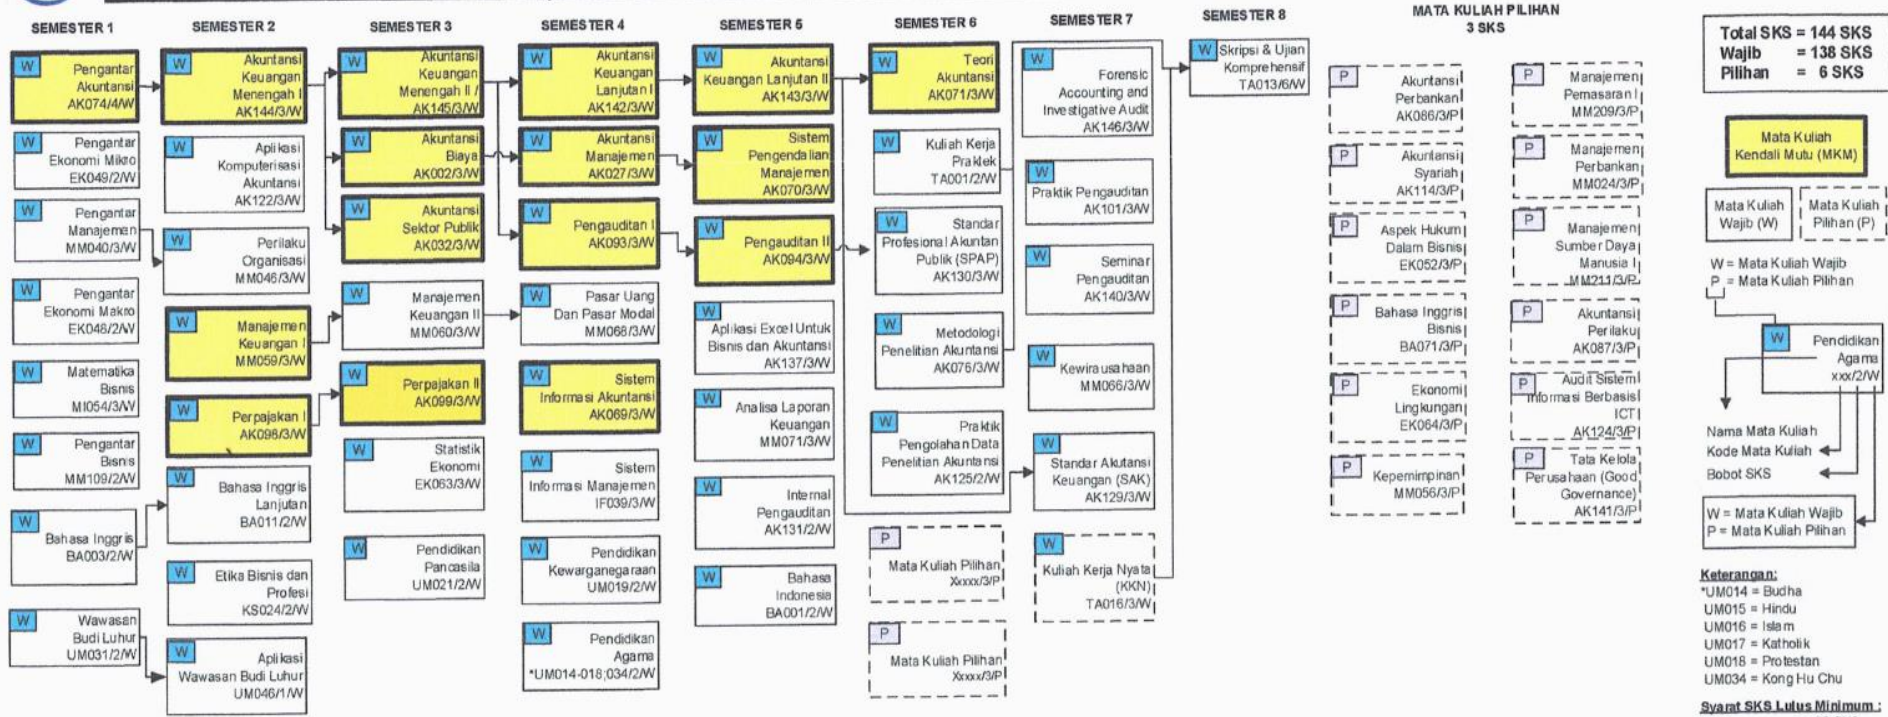 SEMESTER 1
W
Pengantar
Akuntansi
AK074/4/W
W
Pengantar
Ekonomi Mikro
EK049/2/W
W
Pengantar
Manajemen
MM040/3/W
W
Pengantar
Ekonomi Makro
EK048/2/W
W
Matematika
Bisnis
MI054/3/W
W
Pengantar
Bisnis
MM109/2/W
W
Bahasa Inggris
BA003/2/W
W
Wawasan
Budi Luhur
UM031/2/W
SEMESTER 2
W
Akuntansi
Keuangan
Menengah I
AK144/3/W
W
Aplikasi
Komputerisasi
Akuntansi
AK122/3/W
W
Perilaku
Organisasi
MM046/3/W
W
Manajemen
Keuangan I
MM059/3/W
W
Perpajakan I
AK098/3/W
W
Bahasa Inggris
Lanjutan
BA011/2/W
W
Etika Bisnis dan
Profesi
KS024/2/W
W
Aplikasi
Wawasan Budi Luhur
UM046/1/W
SEMESTER 3
W
Akuntansi
Keuangan
Menengah II /
AK145/3/W
W
Akuntansi
Biaya
AK002/3/W
W
Akuntansi
Sektor Publik
AK032/3/W
W
Manajemen
Keuangan II
MM060/3/W
W
Perpajakan II
AK099/3/W
W
Statistik
Ekonomi
EK063/3/W
W
Pendidikan
Pancasila
UM021/2/W
SEMESTER 4
W
Akuntansi
Keuangan
Lanjutan I
AK142/3/W
W
Akuntansi
Manajemen
AK027/3/W
W
Pengauditan I
AK093/3/W
W
Pasar Uang
Dan Pasar Modal
MM068/3/W
W
Sistem
Informasi Akuntansi
AK069/3/W
W
Sistem
Informasi Manajemen
IF039/3/W
W
Pendidikan
Kewarganegaraan
UM019/2/W
W
Pendidikan
Agama
*UM014-018;034/2/W
SEMESTER 5
W
Akuntansi
Keuangan Lanjutan II
AK143/3/W
W
Sistem
Pengendalian
Manajemen
AK070/3/W
W
Pengauditan II
AK094/3/W
W
Aplikasi Excel Untuk
Bisnis dan Akuntansi
AK137/3/W
W
Analisa Laporan
Keuangan
MM071/3/W
W
Internal
Pengauditan
AK131/2/W
W
Bahasa
Indonesia
BA001/2/W
SEMESTER 6
W
Teori
Akuntansi
AK071/3/W
W
Kuliah Kerja
Praktek
TA001/2/W
W
Standar
Profesional Akuntan
Publik (SPAP)
AK130/3/W
W
Metodologi
Penelitian Akuntansi
AK076/3/W
W
Praktik
Pengolahan Data
Penelitian Akuntansi
AK125/2/W
P
Mata Kuliah Pilihan
Xxxxx/3/P
P
Mata Kuliah Pilihan
Xxxxx/3/P
SEMESTER 7
W
Forensic
Accounting and
Investigative Audit
AK146/3/W
W
Praktik Pengauditan
AK101/3/W
W
Seminar
Pengauditan
AK140/3/W
W
Kewirausahaan
MM066/3/W
W
Standar Akutansi
Keuangan (SAK)
AK129/3/W
W
Kuliah Kerja Nyata
(KKN)
TA016/3/W
SEMESTER 8
W
Skripsi & Ujian
Komprehensif
TA013/6/W
MATA KULIAH PILIHAN
3 SKS
P
Akuntansi
Perbankan
AK086/3/P
P
Akuntansi
Syariah
AK114/3/P
P
Aspek Hukum
Dalam Bisnis
EK052/3/P
P
Bahasa Inggris
Bisnis
BA071/3/P
P
Ekonomi
Lingkungan
EK064/3/P
P
Kepemimpinan
MM056/3/P
P
Manajemen
Pemasaran I
MM209/3/P
P
Manajemen
Perbankan
MM024/3/P
P
Manajemen
Sumber Daya
Manusia I
MM211/3/P
P
Akuntansi
Perilaku
AK087/3/P
P
Audit Sistem
Informasi Berbasis
ICT
AK124/3/P
P
Tata Kelola
Perusahaan (Good
Governance)
AK141/3/P
Total SKS = 144 SKS
Wajib = 138 SKS
Pilihan = 6 SKS
Mata Kuliah
Kendali Mutu (MKM)
Mata Kuliah
Wajib (W)
Mata Kuliah
Pilihan (P)
W = Mata Kuliah Wajib
P = Mata Kuliah Pilihan
W
Pendidikan
Agama
xxx/2/W
Nama Mata Kuliah
Kode Mata Kuliah
Bobot SKS
W = Mata Kuliah Wajib
P = Mata Kuliah Pilihan
Keterangan:
*UM014 = Budha
UM015 = Hindu
UM016 = Islam
UM017 = Katholik
UM018 = Protestan
UM034 = Kong Hu Chu
Syarat SKS Lulus Minimum :